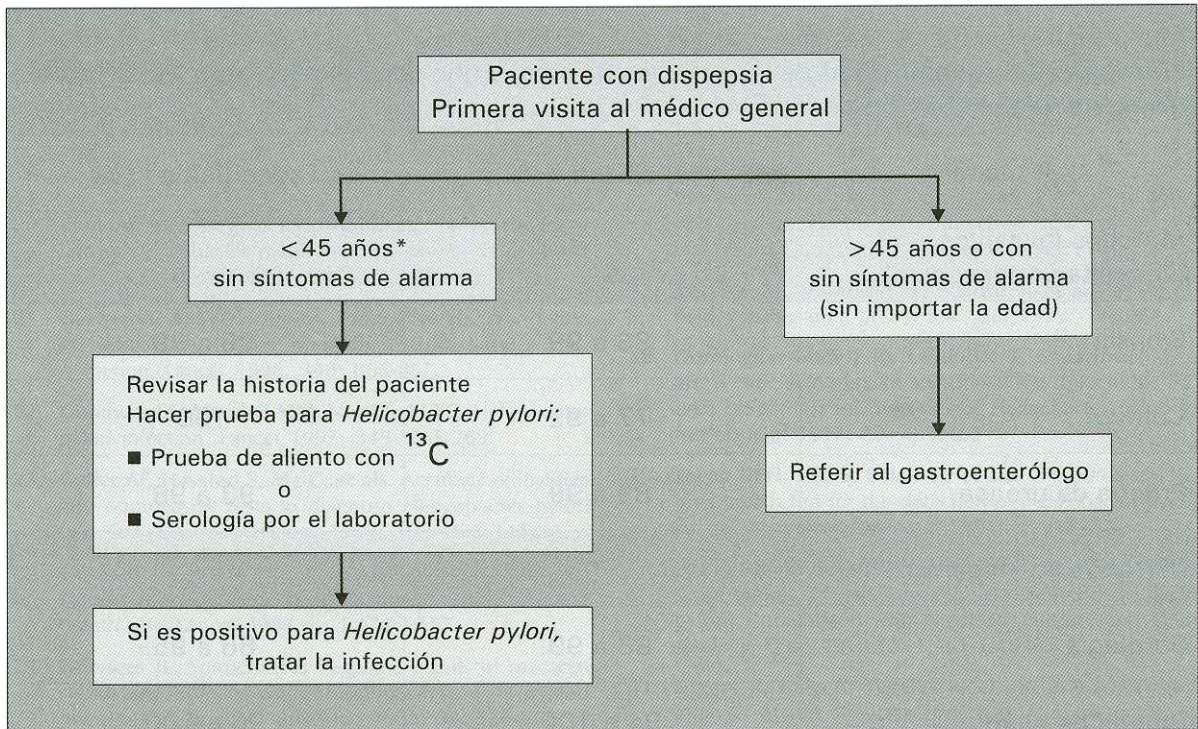 Paciente con dispepsia
Primera visita al médico general
<45 años*
sin síntomas de alarma
>45 años o con
sin síntomas de alarma
(sin importar la edad)
Revisar la historia del paciente
Hacer prueba para Helicobacter pylori:
■ Prueba de aliento con ¹³C
o
■ Serología por el laboratorio
Referir al gastroenterólogo
Si es positivo para Helicobacter pylori,
tratar la infección